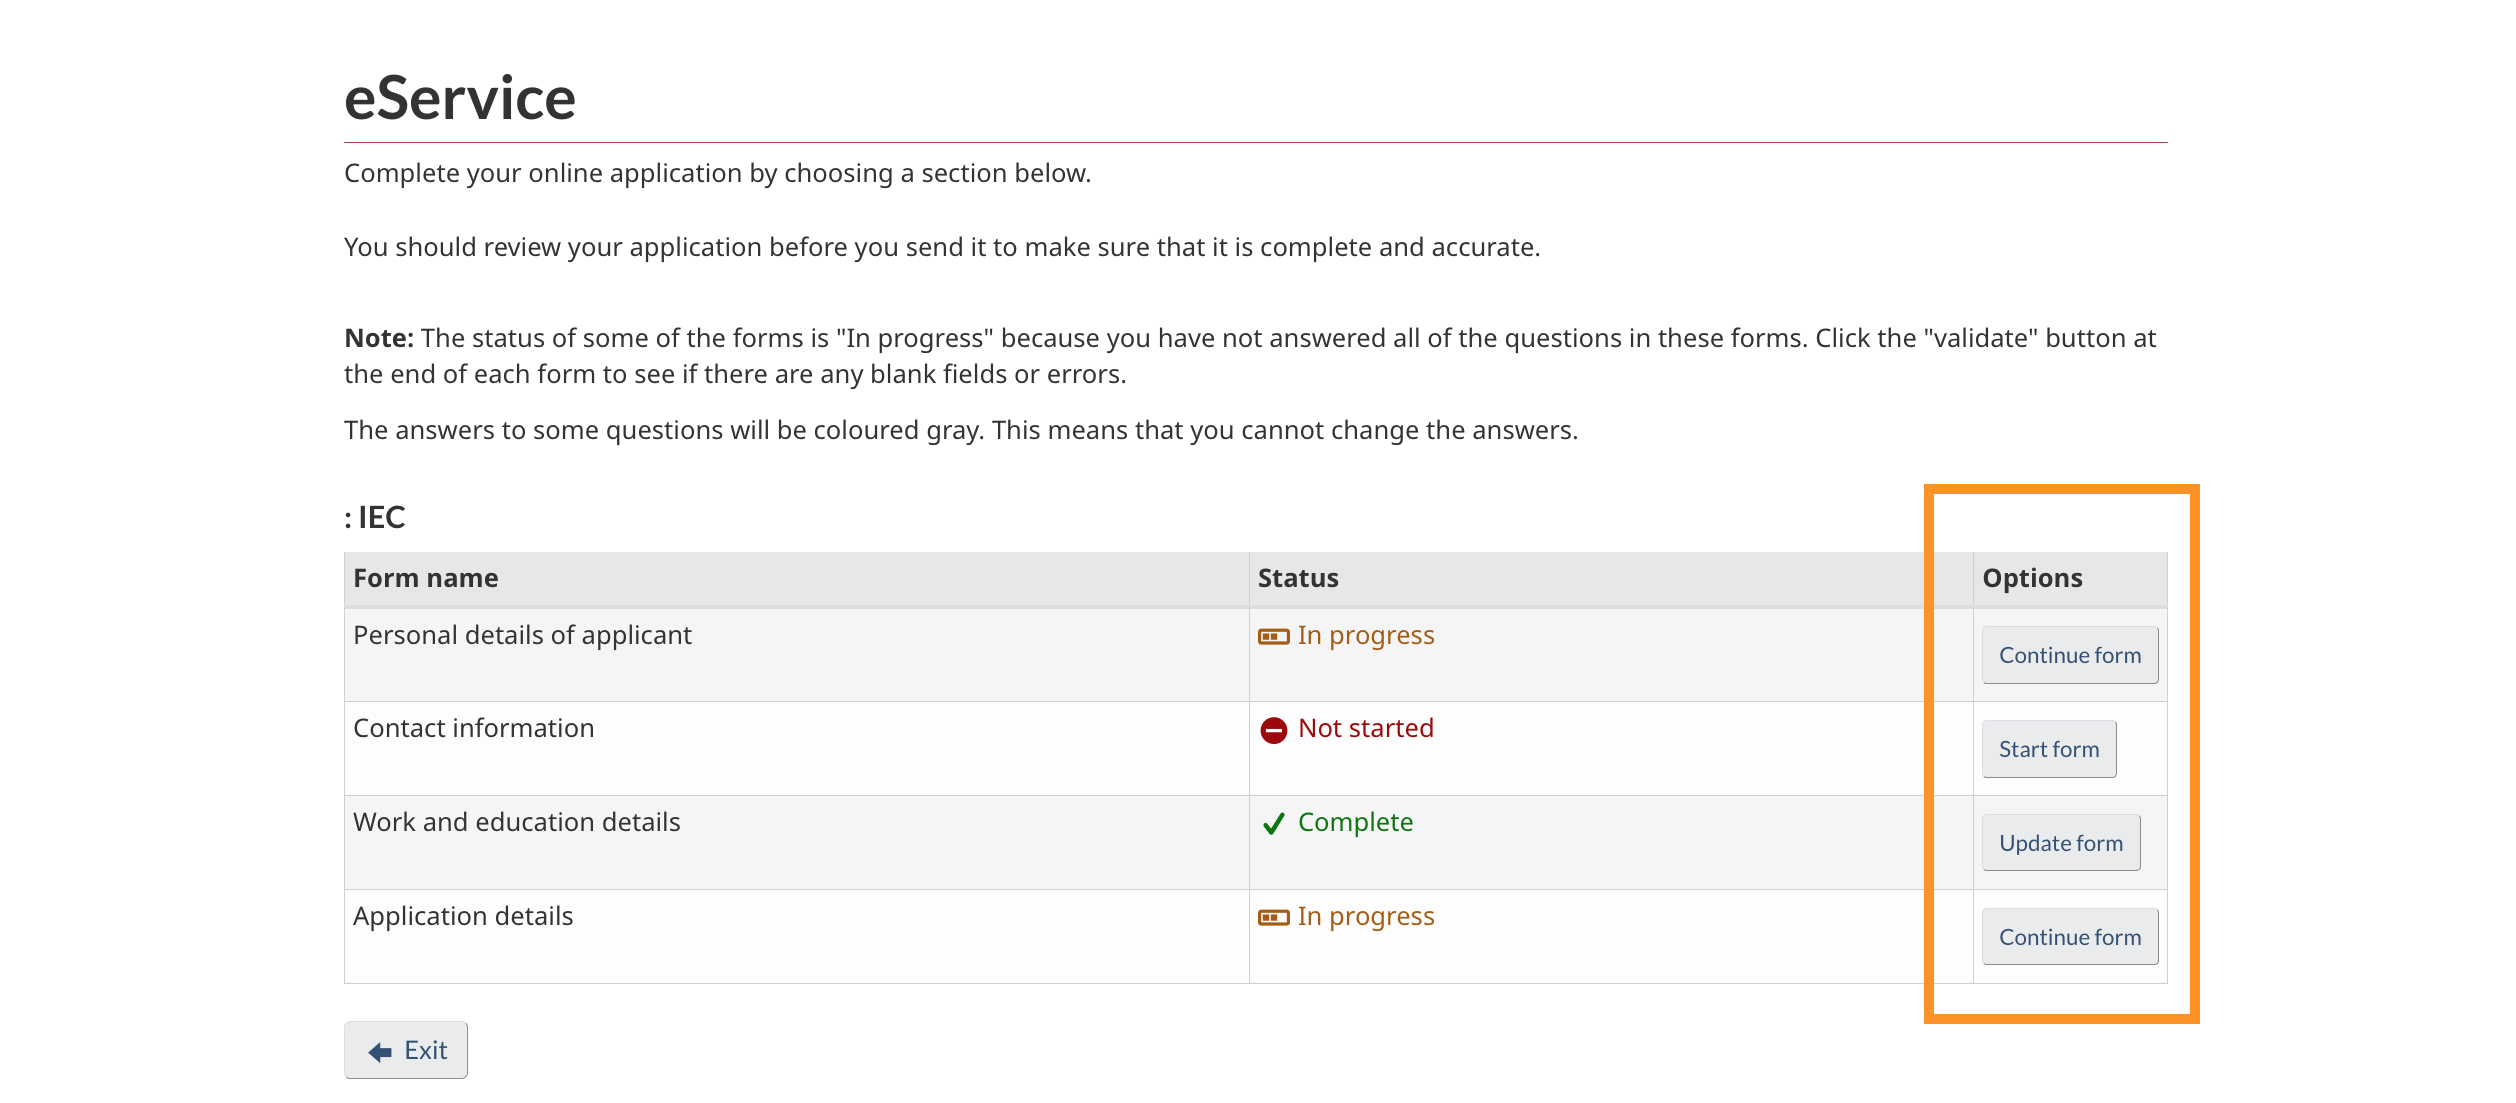 eService
Complete your online application by choosing a section below.
You should review your application before you send it to make sure that it is complete and accurate.
Note: The status of some of the forms is "In progress" because you have not answered all of the questions in these forms. Click the "validate" button at
the end of each form to see if there are any blank fields or errors.
The answers to some questions will be coloured gray. This means that you cannot change the answers.
: IEC
Form name Status Options
Personal details of applicant In progress Continue form
Contact information Not started Start form
Work and education details Complete Update form
Application details In progress Continue form
Exit